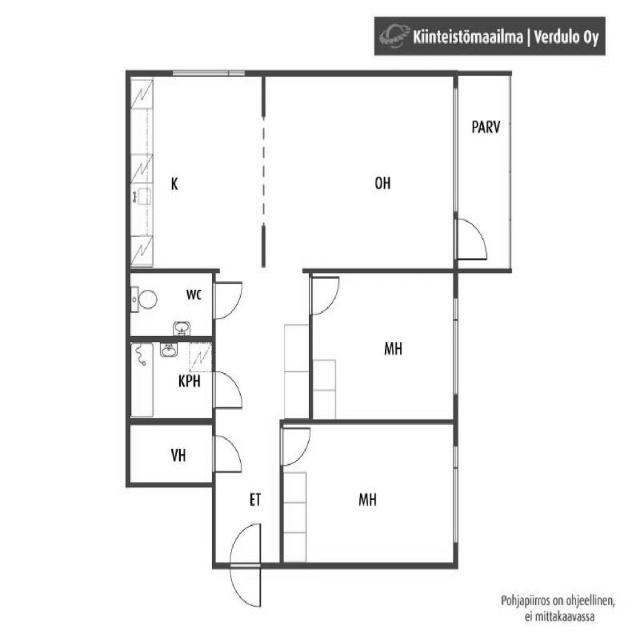 Kiinteistömaailma | Verdulo Oy
PARV
K
OH
WC
MH
KPH
VH
ET
MH
Pohjapiirros on ohjeellinen,
ei mittakaavassa